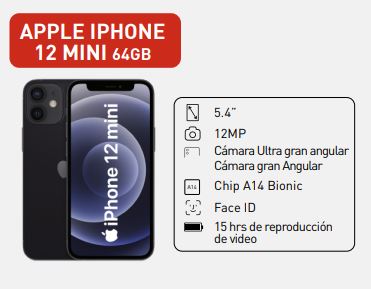 APPLE IPHONE
12 MINI 64GB
iPhone 12 mini
5.4"
12MP
Cámara Ultra gran angular
Cámara gran Angular
A14
Chip A14 Bionic
Face ID
15 hrs de reproducción
de video